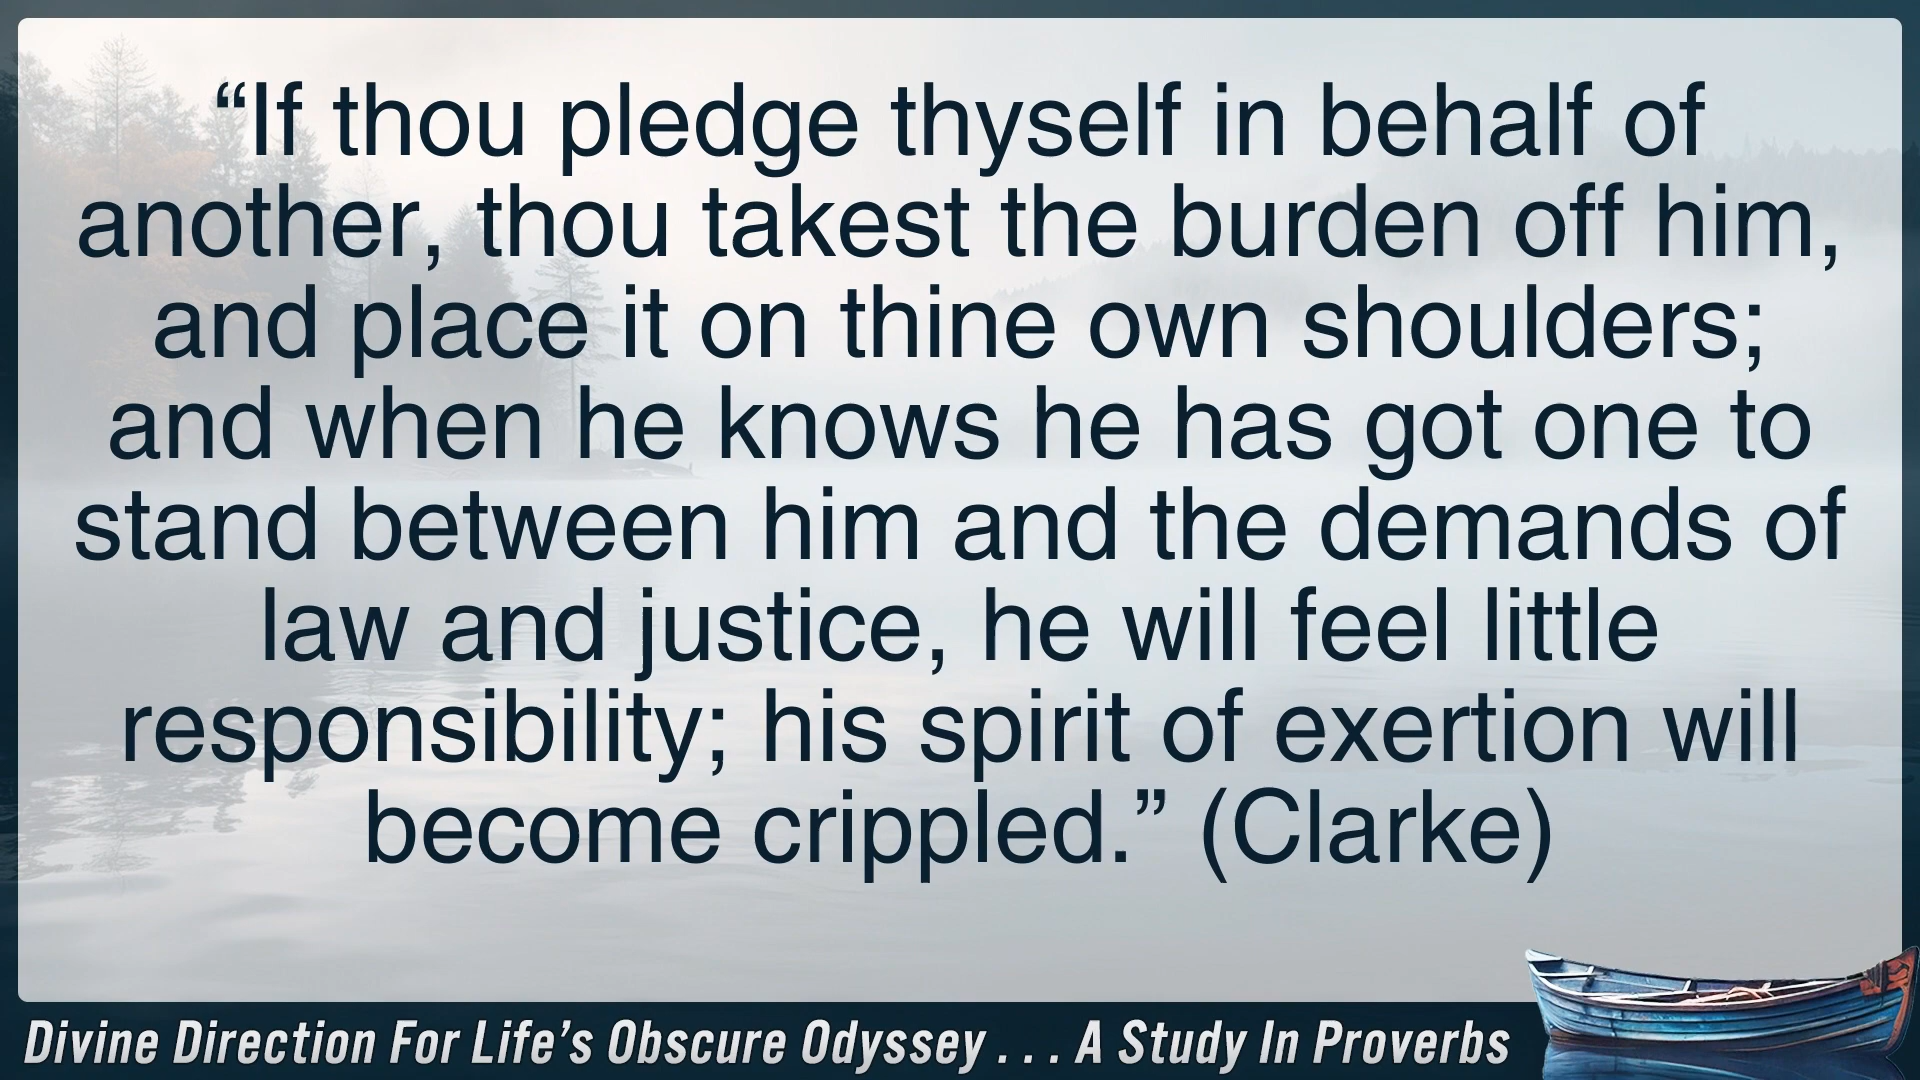 “If thou pledge thyself in behalf of
another, thou takest the burden off him,
and place it on thine own shoulders;
and when he knows he has got one to
stand between him and the demands of
law and justice, he will feel little
responsibility; his spirit of exertion will
become crippled.” (Clarke)
Divine Direction For Life’s Obscure Odyssey . . . A Study In Proverbs